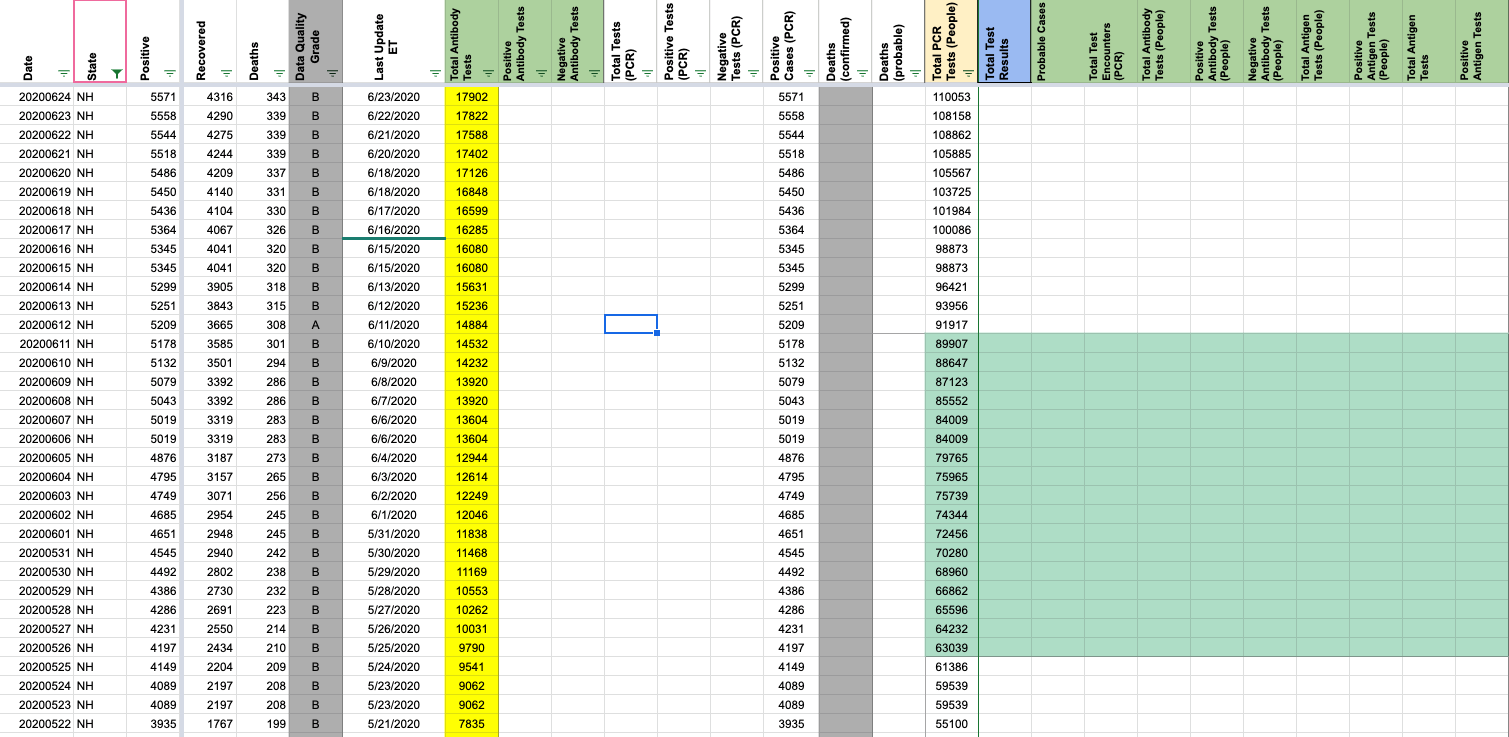 Date State Positive Recovered Deaths Data Quality Grade Last Update ET Total Antibody Tests Positive Antibody Tests Negative Antibody Tests Total Tests (PCR) Positive Tests (PCR) Negative Tests (PCR) Positive Cases (PCR) Deaths (confirmed) Deaths (probable) Total PCR Tests (People) Total Test Results Probable Cases Total Test Encounters (PCR) Total Antibody Tests (People) Positive Antibody Tests (People) Negative Antibody Tests (People) Total Antigen Tests (People) Positive Antigen Tests (People) Total Antigen Tests Positive Antigen Tests
20200624 NH 5571 4316 343 B 6/23/2020 17902 5571 110053
20200623 NH 5558 4290 339 B 6/22/2020 17822 5558 108158
20200622 NH 5544 4275 339 B 6/21/2020 17588 5544 108862
20200621 NH 5518 4244 339 B 6/20/2020 17402 5518 105885
20200620 NH 5486 4209 337 B 6/18/2020 17126 5486 105567
20200619 NH 5450 4140 331 B 6/18/2020 16848 5450 103725
20200618 NH 5436 4104 330 B 6/17/2020 16599 5436 101984
20200617 NH 5364 4067 326 B 6/16/2020 16285 5364 100086
20200616 NH 5345 4041 320 B 6/15/2020 16080 5345 98873
20200615 NH 5345 4041 320 B 6/15/2020 16080 5345 98873
20200614 NH 5299 3905 318 B 6/13/2020 15631 5299 96421
20200613 NH 5251 3843 315 B 6/12/2020 15236 5251 93956
20200612 NH 5209 3665 308 A 6/11/2020 14884 5209 91917
20200611 NH 5178 3585 301 B 6/10/2020 14532 5178 89907
20200610 NH 5132 3501 294 B 6/9/2020 14232 5132 88647
20200609 NH 5079 3392 286 B 6/8/2020 13920 5079 87123
20200608 NH 5043 3392 286 B 6/7/2020 13920 5043 85552
20200607 NH 5019 3319 283 B 6/6/2020 13604 5019 84009
20200606 NH 5019 3319 283 B 6/6/2020 13604 5019 84009
20200605 NH 4876 3187 273 B 6/4/2020 12944 4876 79765
20200604 NH 4795 3157 265 B 6/3/2020 12614 4795 75965
20200603 NH 4749 3071 256 B 6/2/2020 12249 4749 75739
20200602 NH 4685 2954 245 B 6/1/2020 12046 4685 74344
20200601 NH 4651 2948 245 B 5/31/2020 11838 4651 72456
20200531 NH 4545 2940 242 B 5/30/2020 11468 4545 70280
20200530 NH 4492 2802 238 B 5/29/2020 11169 4492 68960
20200529 NH 4386 2730 232 B 5/28/2020 10553 4386 66862
20200528 NH 4286 2691 223 B 5/27/2020 10262 4286 65596
20200527 NH 4231 2550 214 B 5/26/2020 10031 4231 64232
20200526 NH 4197 2434 210 B 5/25/2020 9790 4197 63039
20200525 NH 4149 2204 209 B 5/24/2020 9541 4149 61386
20200524 NH 4089 2197 208 B 5/23/2020 9062 4089 59539
20200523 NH 4089 2197 208 B 5/23/2020 9062 4089 59539
20200522 NH 3935 1767 199 B 5/21/2020 7835 3935 55100